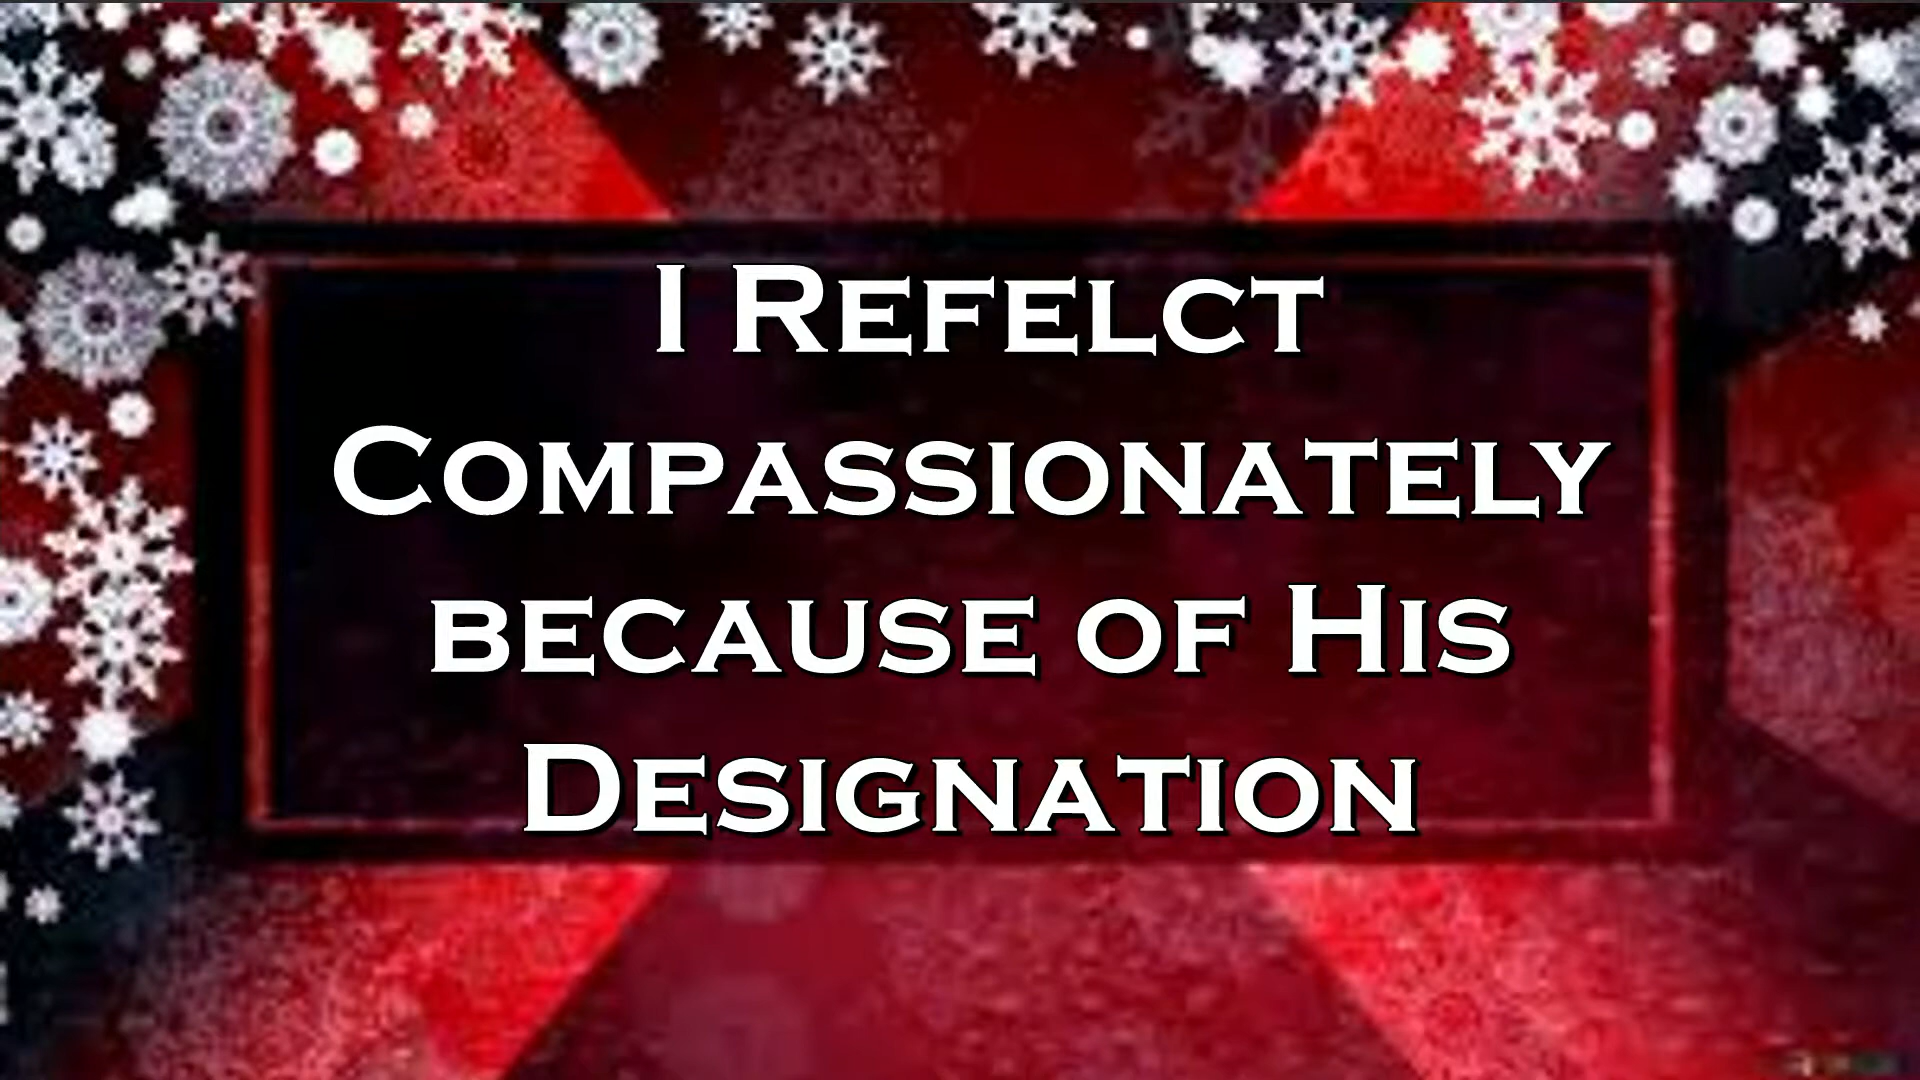 I Refelct
Compassionately
because of His
Designation